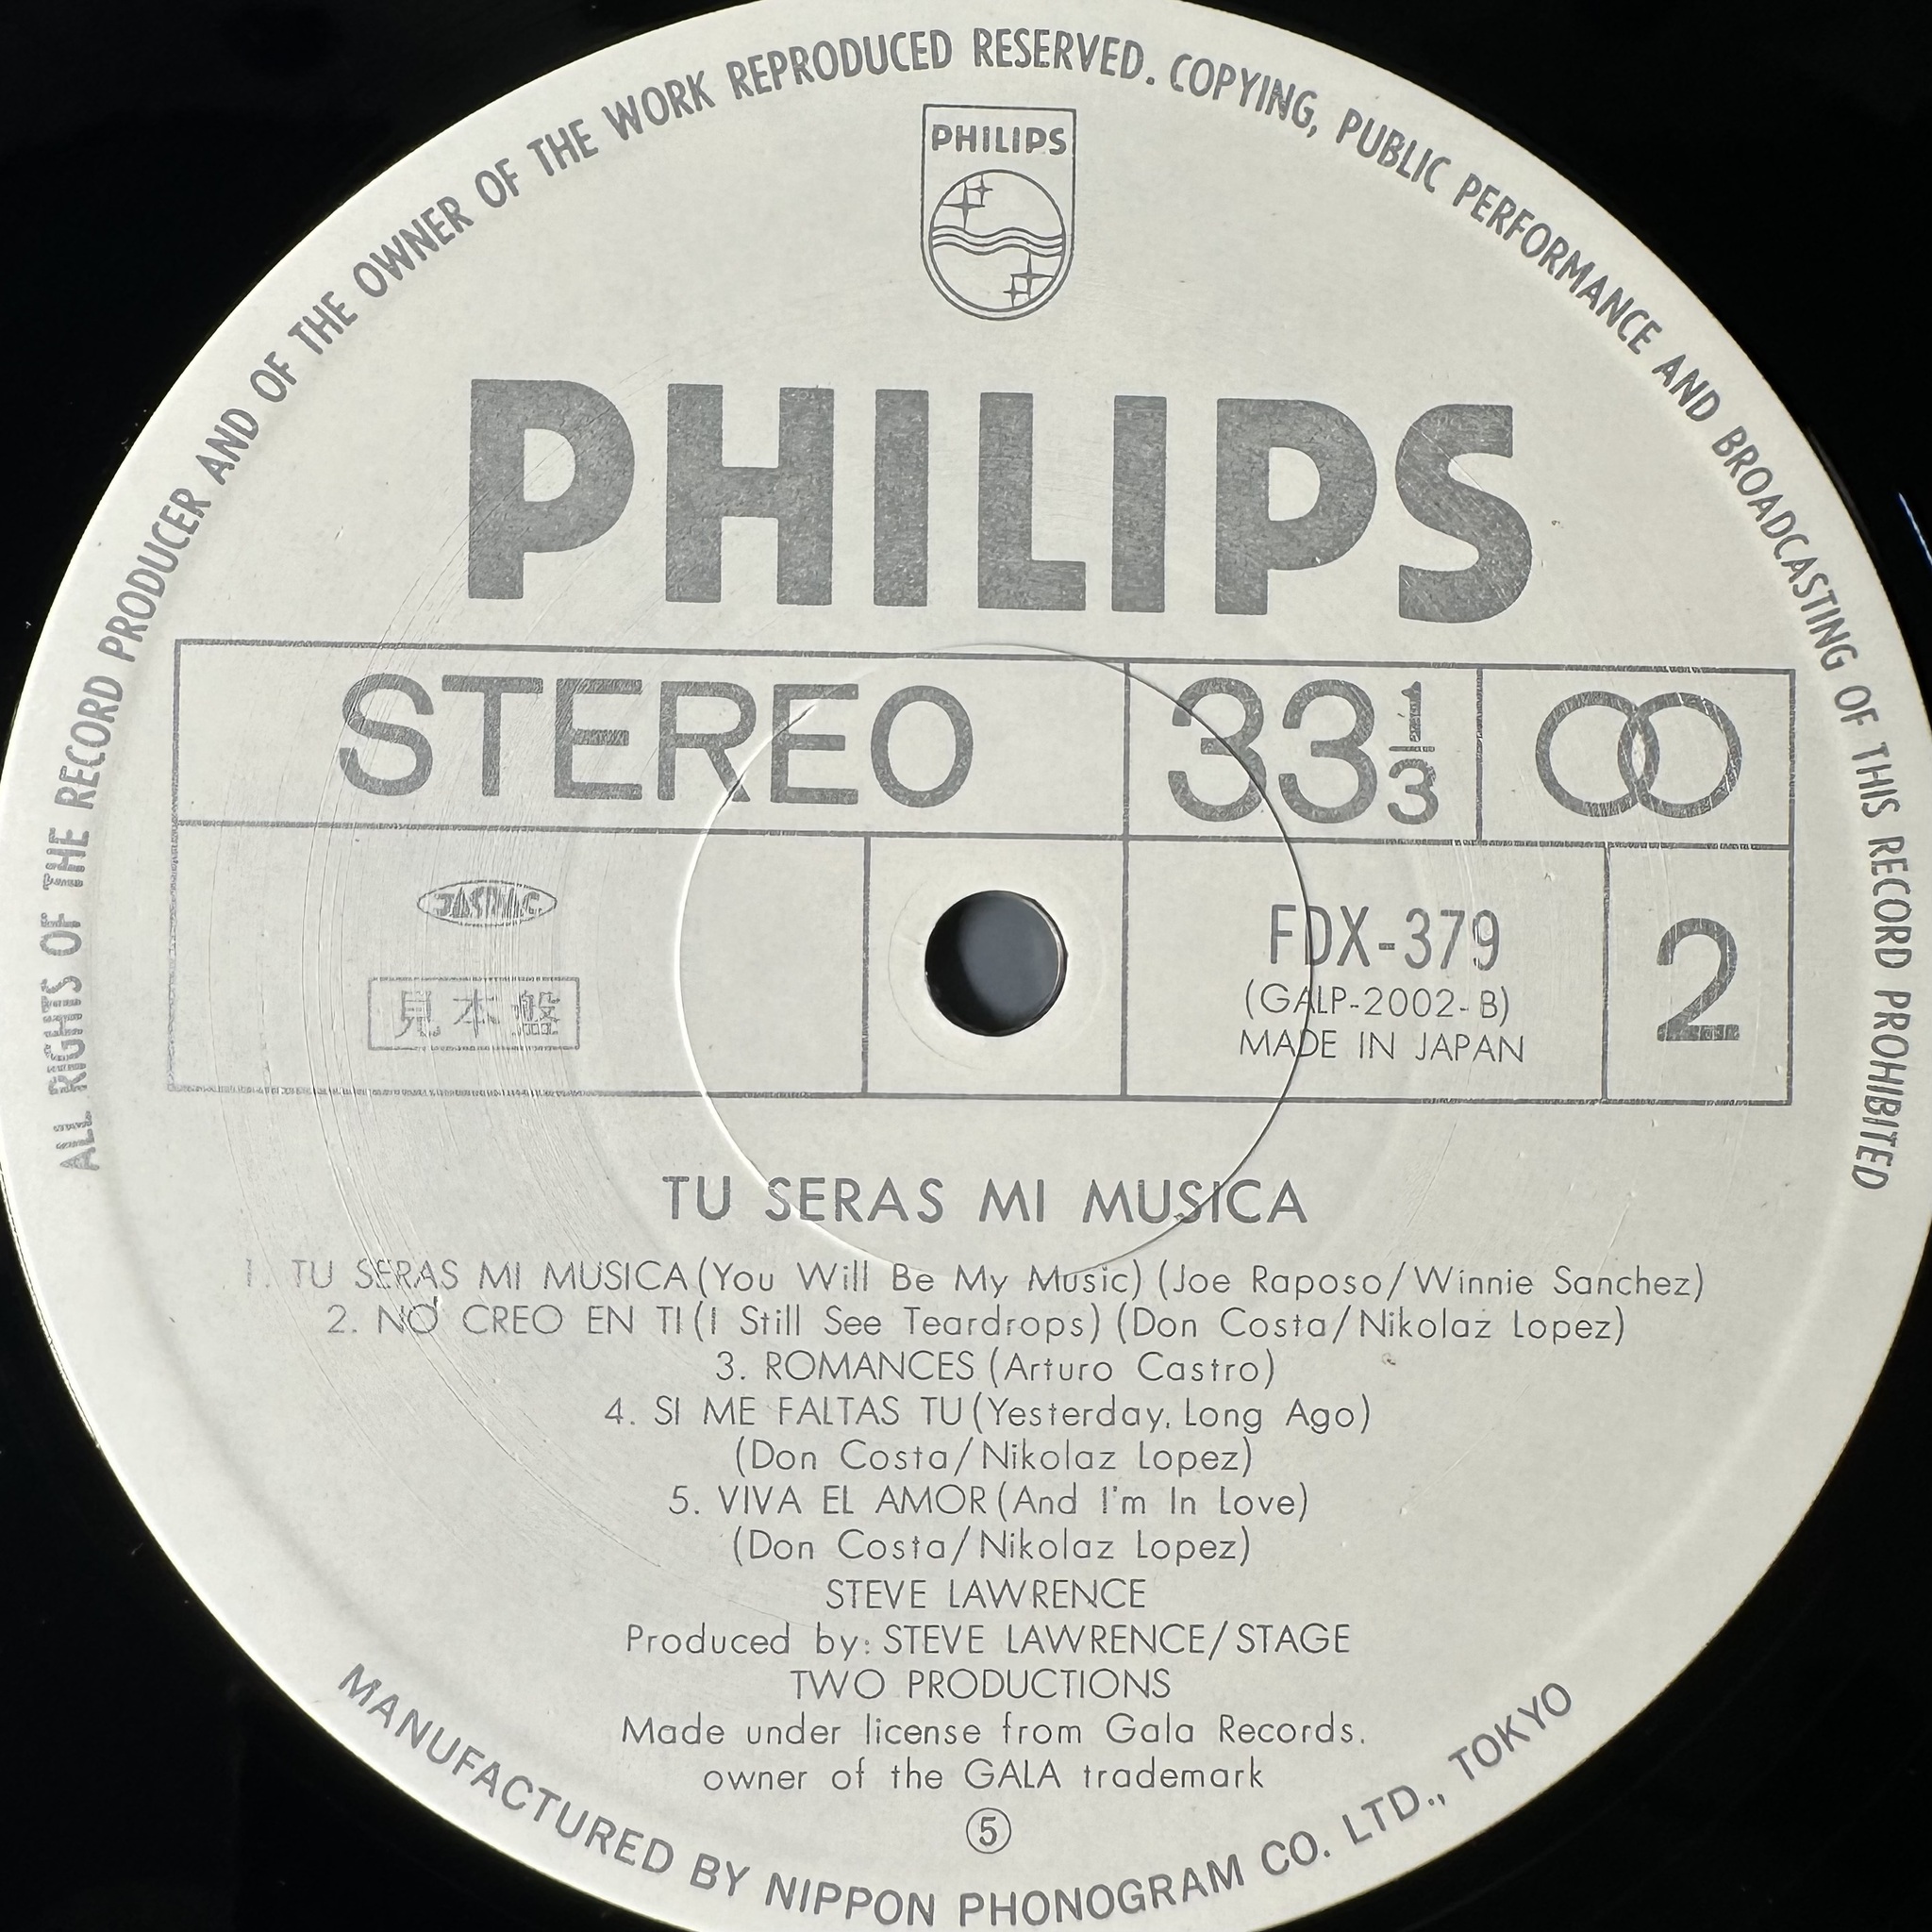 ALL RIGHTS OF THE RECORD PRODUCER AND OF THE OWNER OF THE WORK REPRODUCED RESERVED. COPYING, PUBLIC PERFORMANCE AND BROADCASTING OF THIS RECORD PROHIBITED
PHILIPS
PHILIPS
STEREO 33 1/3
JASRAC
見本盤
FDX-379
(GALP-2002-B)
MADE IN JAPAN
2
TU SERAS MI MUSICA
1. TU SERAS MI MUSICA(You Will Be My Music) (Joe Raposo/Winnie Sanchez)
2. NO CREO EN TI(I Still See Teardrops) (Don Costa/Nikolaz Lopez)
3. ROMANCES (Arturo Castro)
4. SI ME FALTAS TU(Yesterday, Long Ago)
(Don Costa/Nikolaz Lopez)
5. VIVA EL AMOR(And I'm In Love)
(Don Costa/Nikolaz Lopez)
STEVE LAWRENCE
Produced by: STEVE LAWRENCE/STAGE
TWO PRODUCTIONS
Made under license from Gala Records.
owner of the GALA trademark
⑤
MANUFACTURED BY NIPPON PHONOGRAM CO. LTD., TOKYO